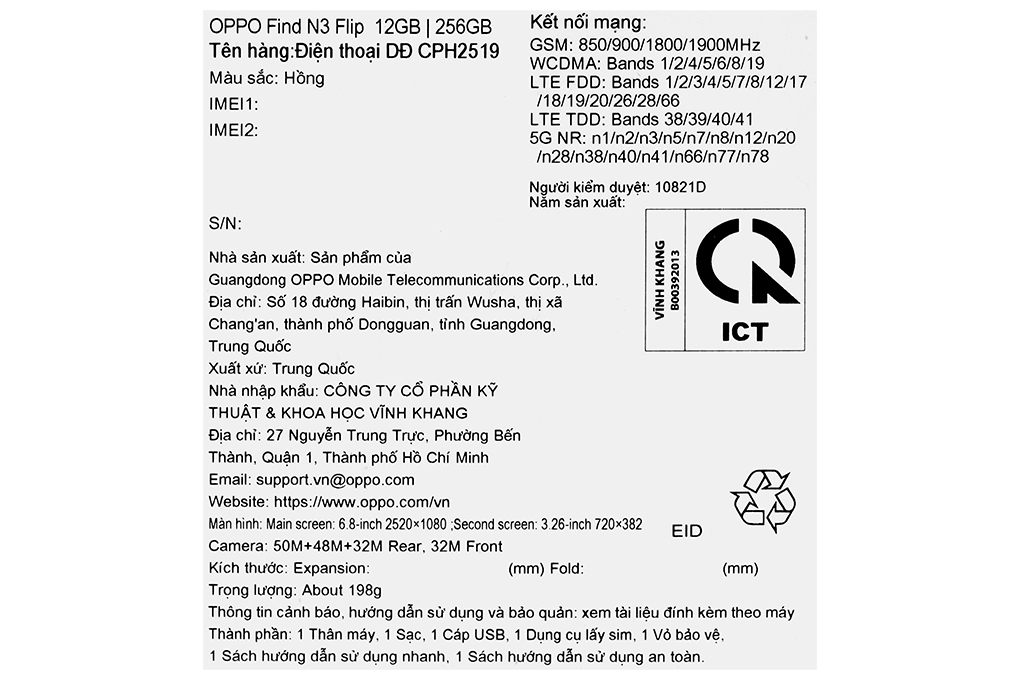 OPPO Find N3 Flip 12GB | 256GB
Tên hàng:Điện thoại DĐ CPH2519
Màu sắc: Hồng
IMEI1:
IMEI2:
S/N:
Kết nối mạng:
GSM: 850/900/1800/1900MHz
WCDMA: Bands 1/2/4/5/6/8/19
LTE FDD: Bands 1/2/3/4/5/7/8/12/17
/18/19/20/26/28/66
LTE TDD: Bands 38/39/40/41
5G NR: n1/n2/n3/n5/n7/n8/n12/n20
/n28/n38/n40/n41/n66/n77/n78
Người kiểm duyệt: 10821D
Năm sản xuất:
VĨNH KHANG
B00392013
ICT
Nhà sản xuất: Sản phẩm của
Guangdong OPPO Mobile Telecommunications Corp., Ltd.
Địa chỉ: Số 18 đường Haibin, thị trấn Wusha, thị xã
Chang'an, thành phố Dongguan, tỉnh Guangdong,
Trung Quốc
Xuất xứ: Trung Quốc
Nhà nhập khẩu: CÔNG TY CỔ PHẦN KỸ
THUẬT & KHOA HỌC VĨNH KHANG
Địa chỉ: 27 Nguyễn Trung Trực, Phường Bến
Thành, Quận 1, Thành phố Hồ Chí Minh
Email: support.vn@oppo.com
Website: https://www.oppo.com/vn
Màn hình: Main screen: 6.8-inch 2520×1080 ;Second screen: 3.26-inch 720×382
EID
Camera: 50M+48M+32M Rear, 32M Front
Kích thước: Expansion: (mm) Fold: (mm)
Trọng lượng: About 198g
Thông tin cảnh báo, hướng dẫn sử dụng và bảo quản: xem tài liệu đính kèm theo máy
Thành phần: 1 Thân máy, 1 Sạc, 1 Cáp USB, 1 Dụng cụ lấy sim, 1 Vỏ bảo vệ,
1 Sách hướng dẫn sử dụng nhanh, 1 Sách hướng dẫn sử dụng an toàn.